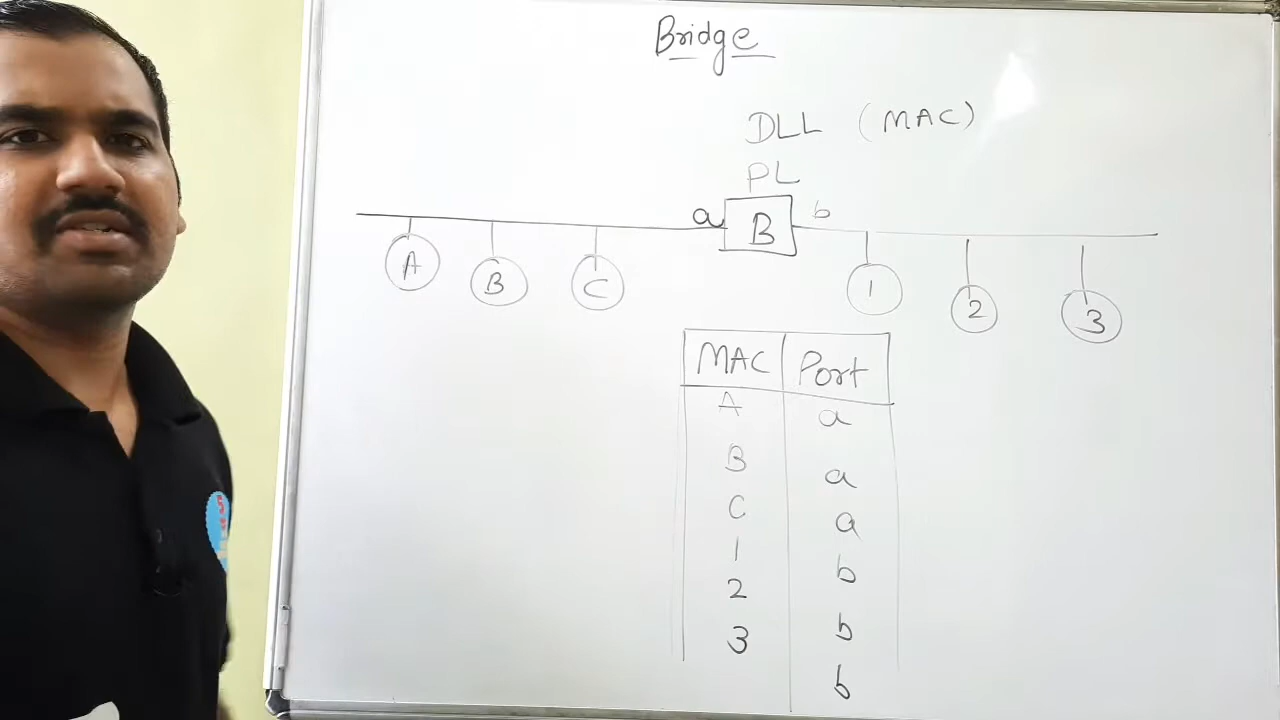 Bridge
DLL (MAC)
PL
a B b
A B C 1 2 3
MAC Port
A a
B a
C a
1 b
2 b
3 b